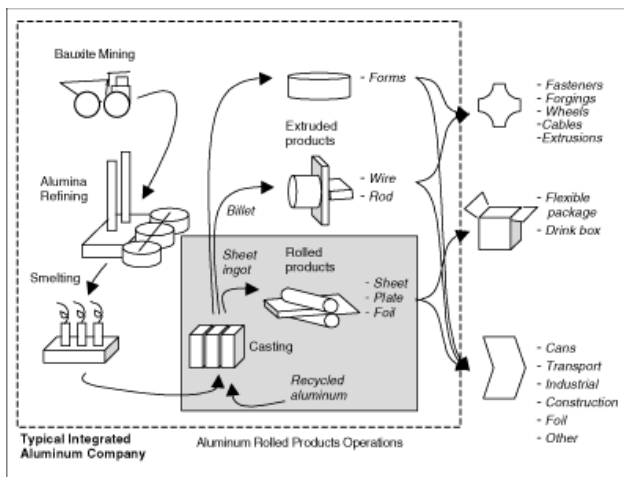 Bauxite Mining
- Forms
- Fasteners
- Forgings
- Wheels
-Cables
-Extrusions
Extruded
products
Alumina
Refining
- Wire
- Rod
Billet
- Flexible
package
- Drink box
Smelting
Sheet
ingot
Rolled
products
- Sheet
- Plate
- Foil
Casting
Recycled
aluminum
- Cans
- Transport
- Industrial
- Construction
- Foil
- Other
Typical Integrated
Aluminum Company
Aluminum Rolled Products Operations